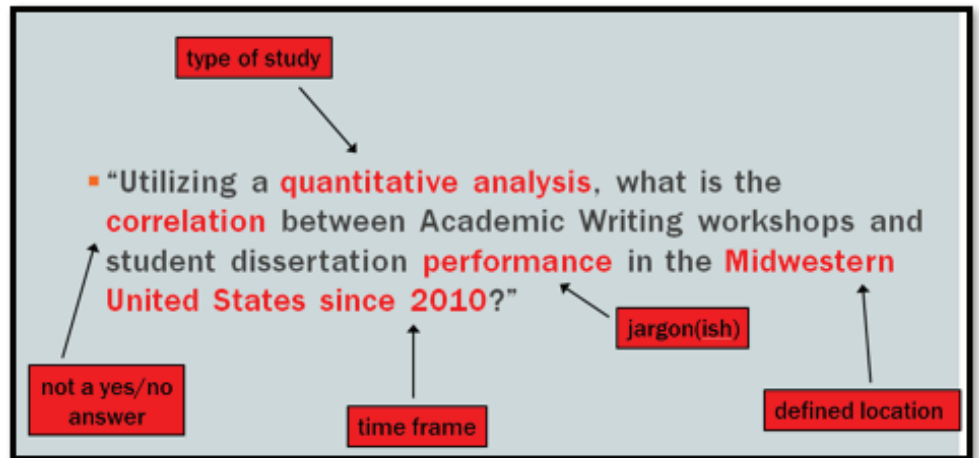 type of study
"Utilizing a quantitative analysis, what is the
correlation between Academic Writing workshops and
student dissertation performance in the Midwestern
United States since 2010?"
jargon(ish)
not a yes/no
answer
time frame
defined location